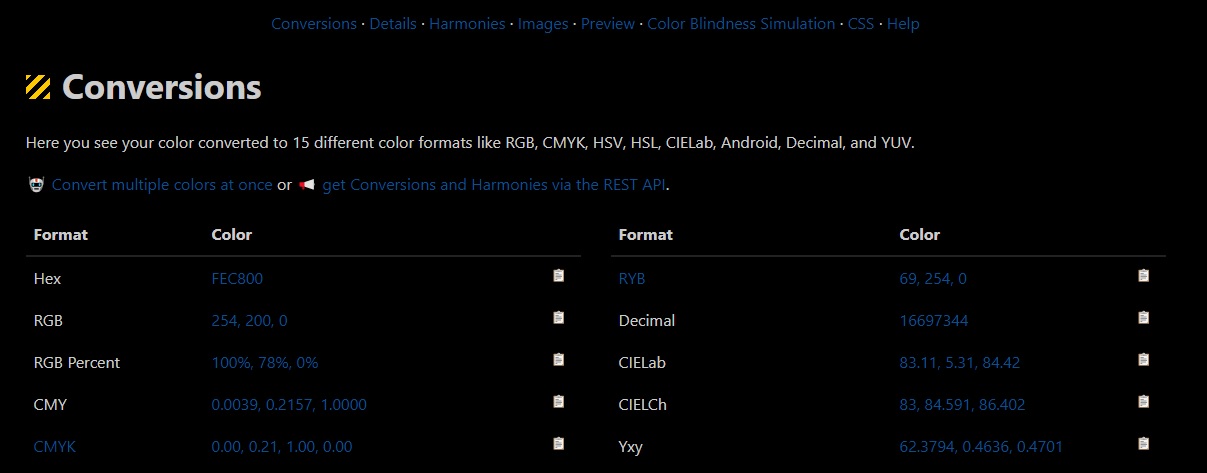 Conversions · Details · Harmonies · Images · Preview · Color Blindness Simulation · CSS · Help
Conversions
Here you see your color converted to 15 different color formats like RGB, CMYK, HSV, HSL, CIELab, Android, Decimal, and YUV.
Convert multiple colors at once or get Conversions and Harmonies via the REST API.
Format Color
Hex FEC800
RGB 254, 200, 0
RGB Percent 100%, 78%, 0%
CMY 0.0039, 0.2157, 1.0000
CMYK 0.00, 0.21, 1.00, 0.00
Format Color
RYB 69, 254, 0
Decimal 16697344
CIELab 83.11, 5.31, 84.42
CIELCh 83, 84.591, 86.402
Yxy 62.3794, 0.4636, 0.4701